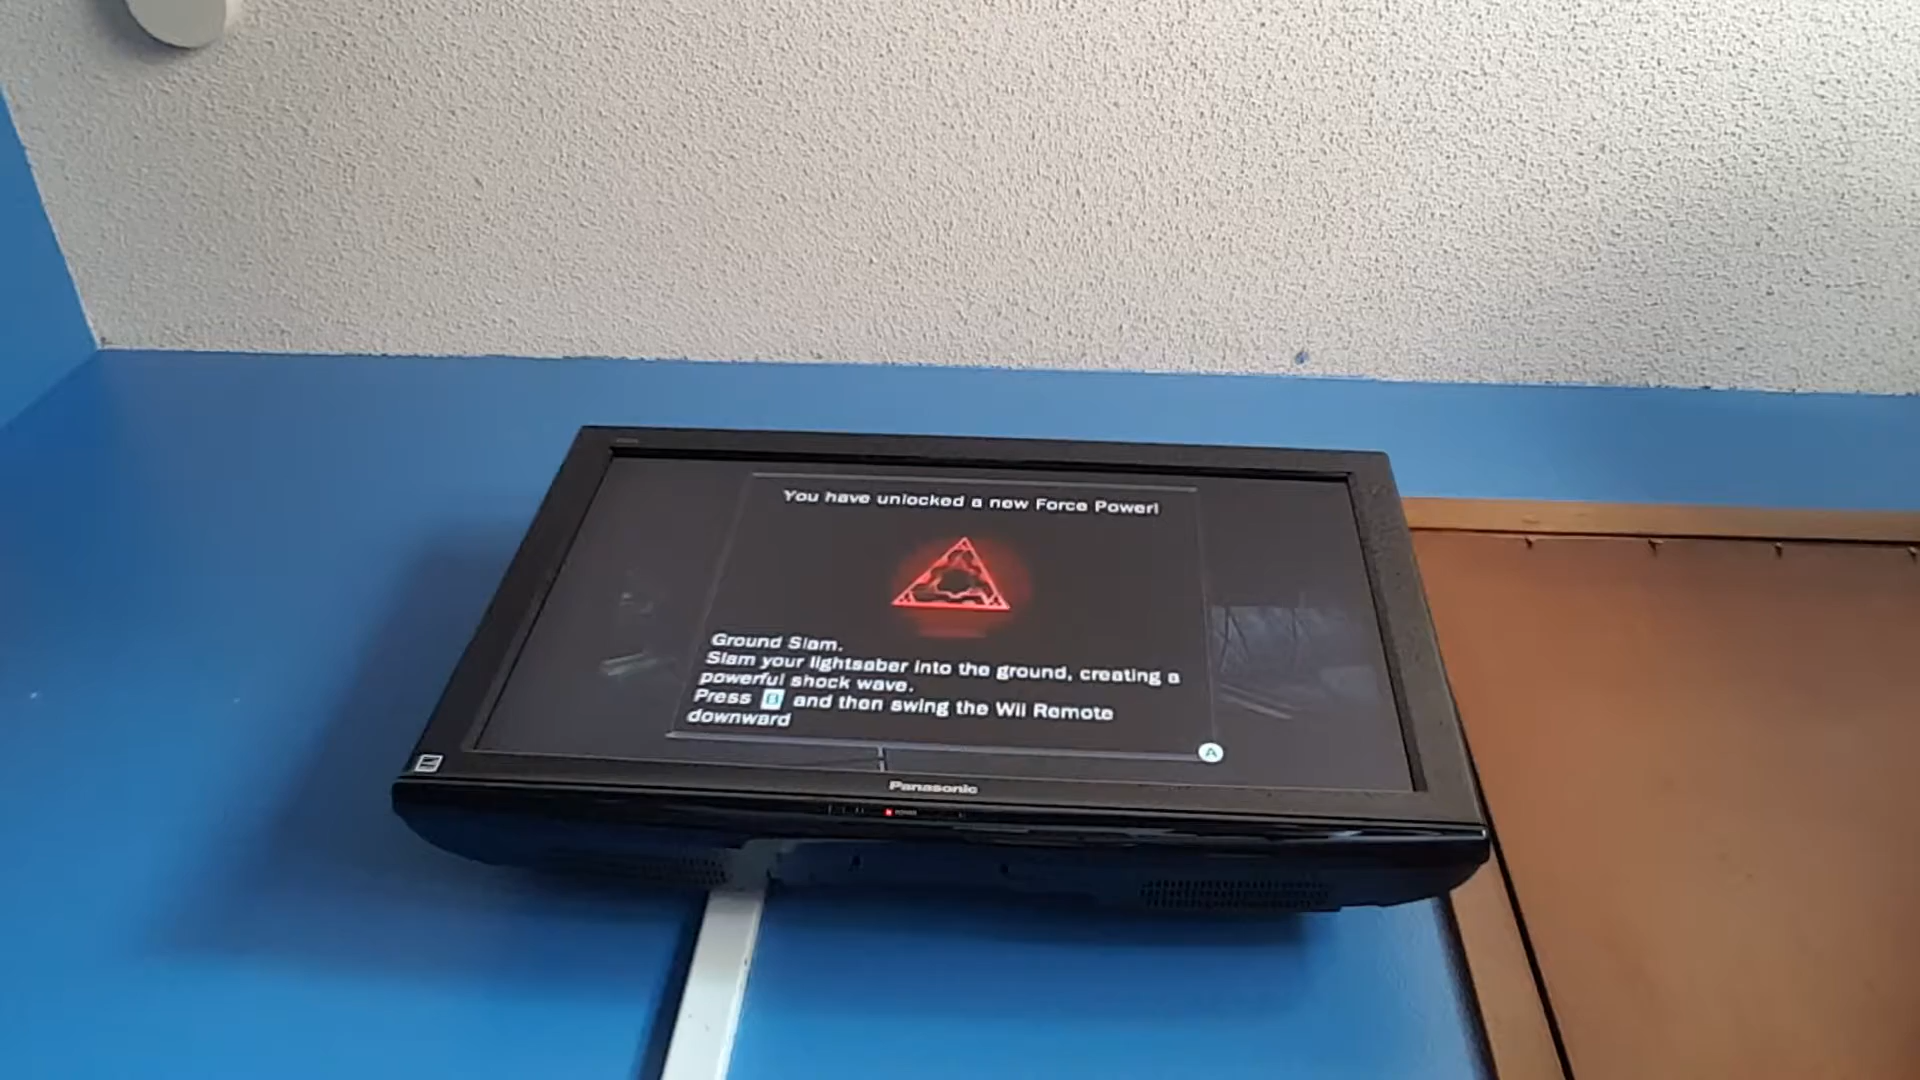 You have unlocked a new Force Power!
Ground Slam.
Slam your lightsaber into the ground, creating a
powerful shock wave.
Press B and then swing the Wii Remote
downward
A
Panasonic
POWER